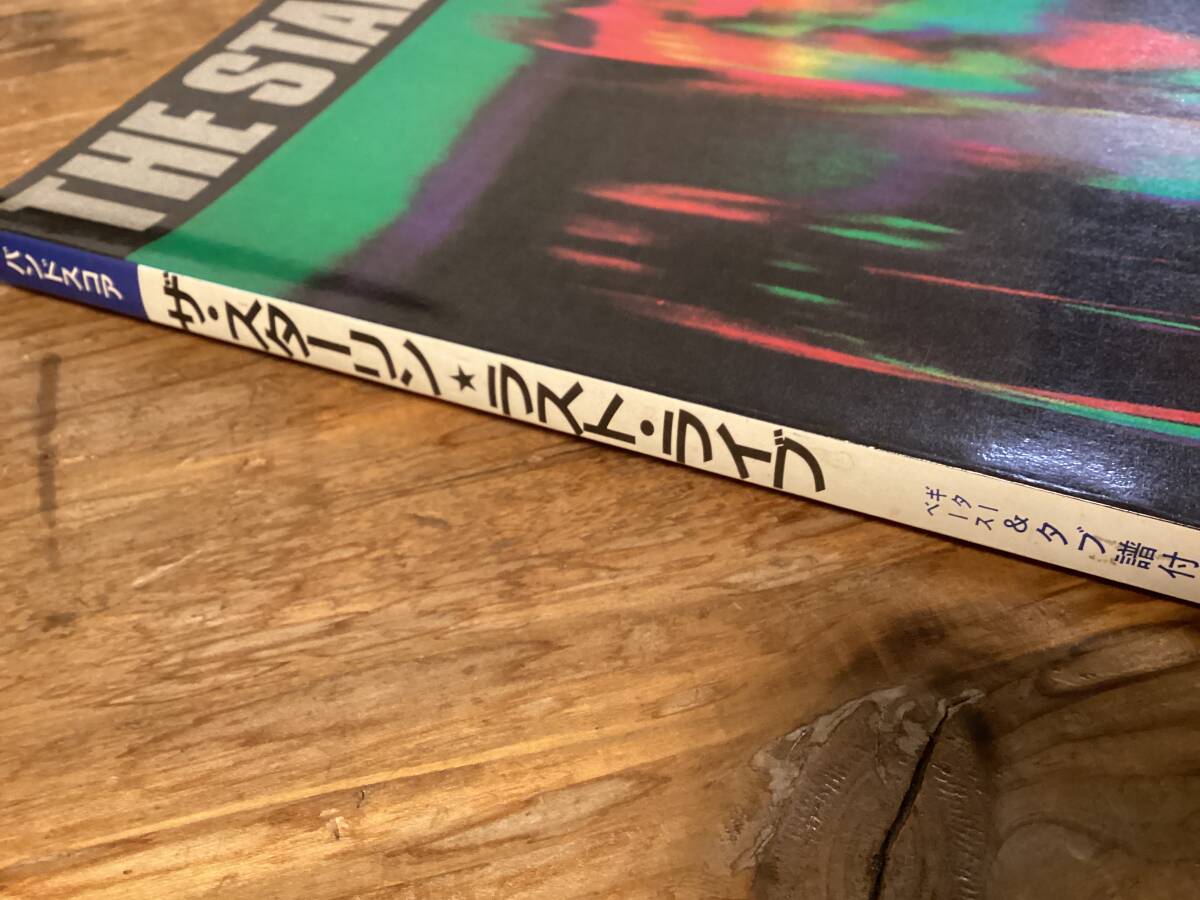 THE STA
バンドスコア
ザ・スターリン★ラスト・ライブ
ギター
ベース
&タブ譜付